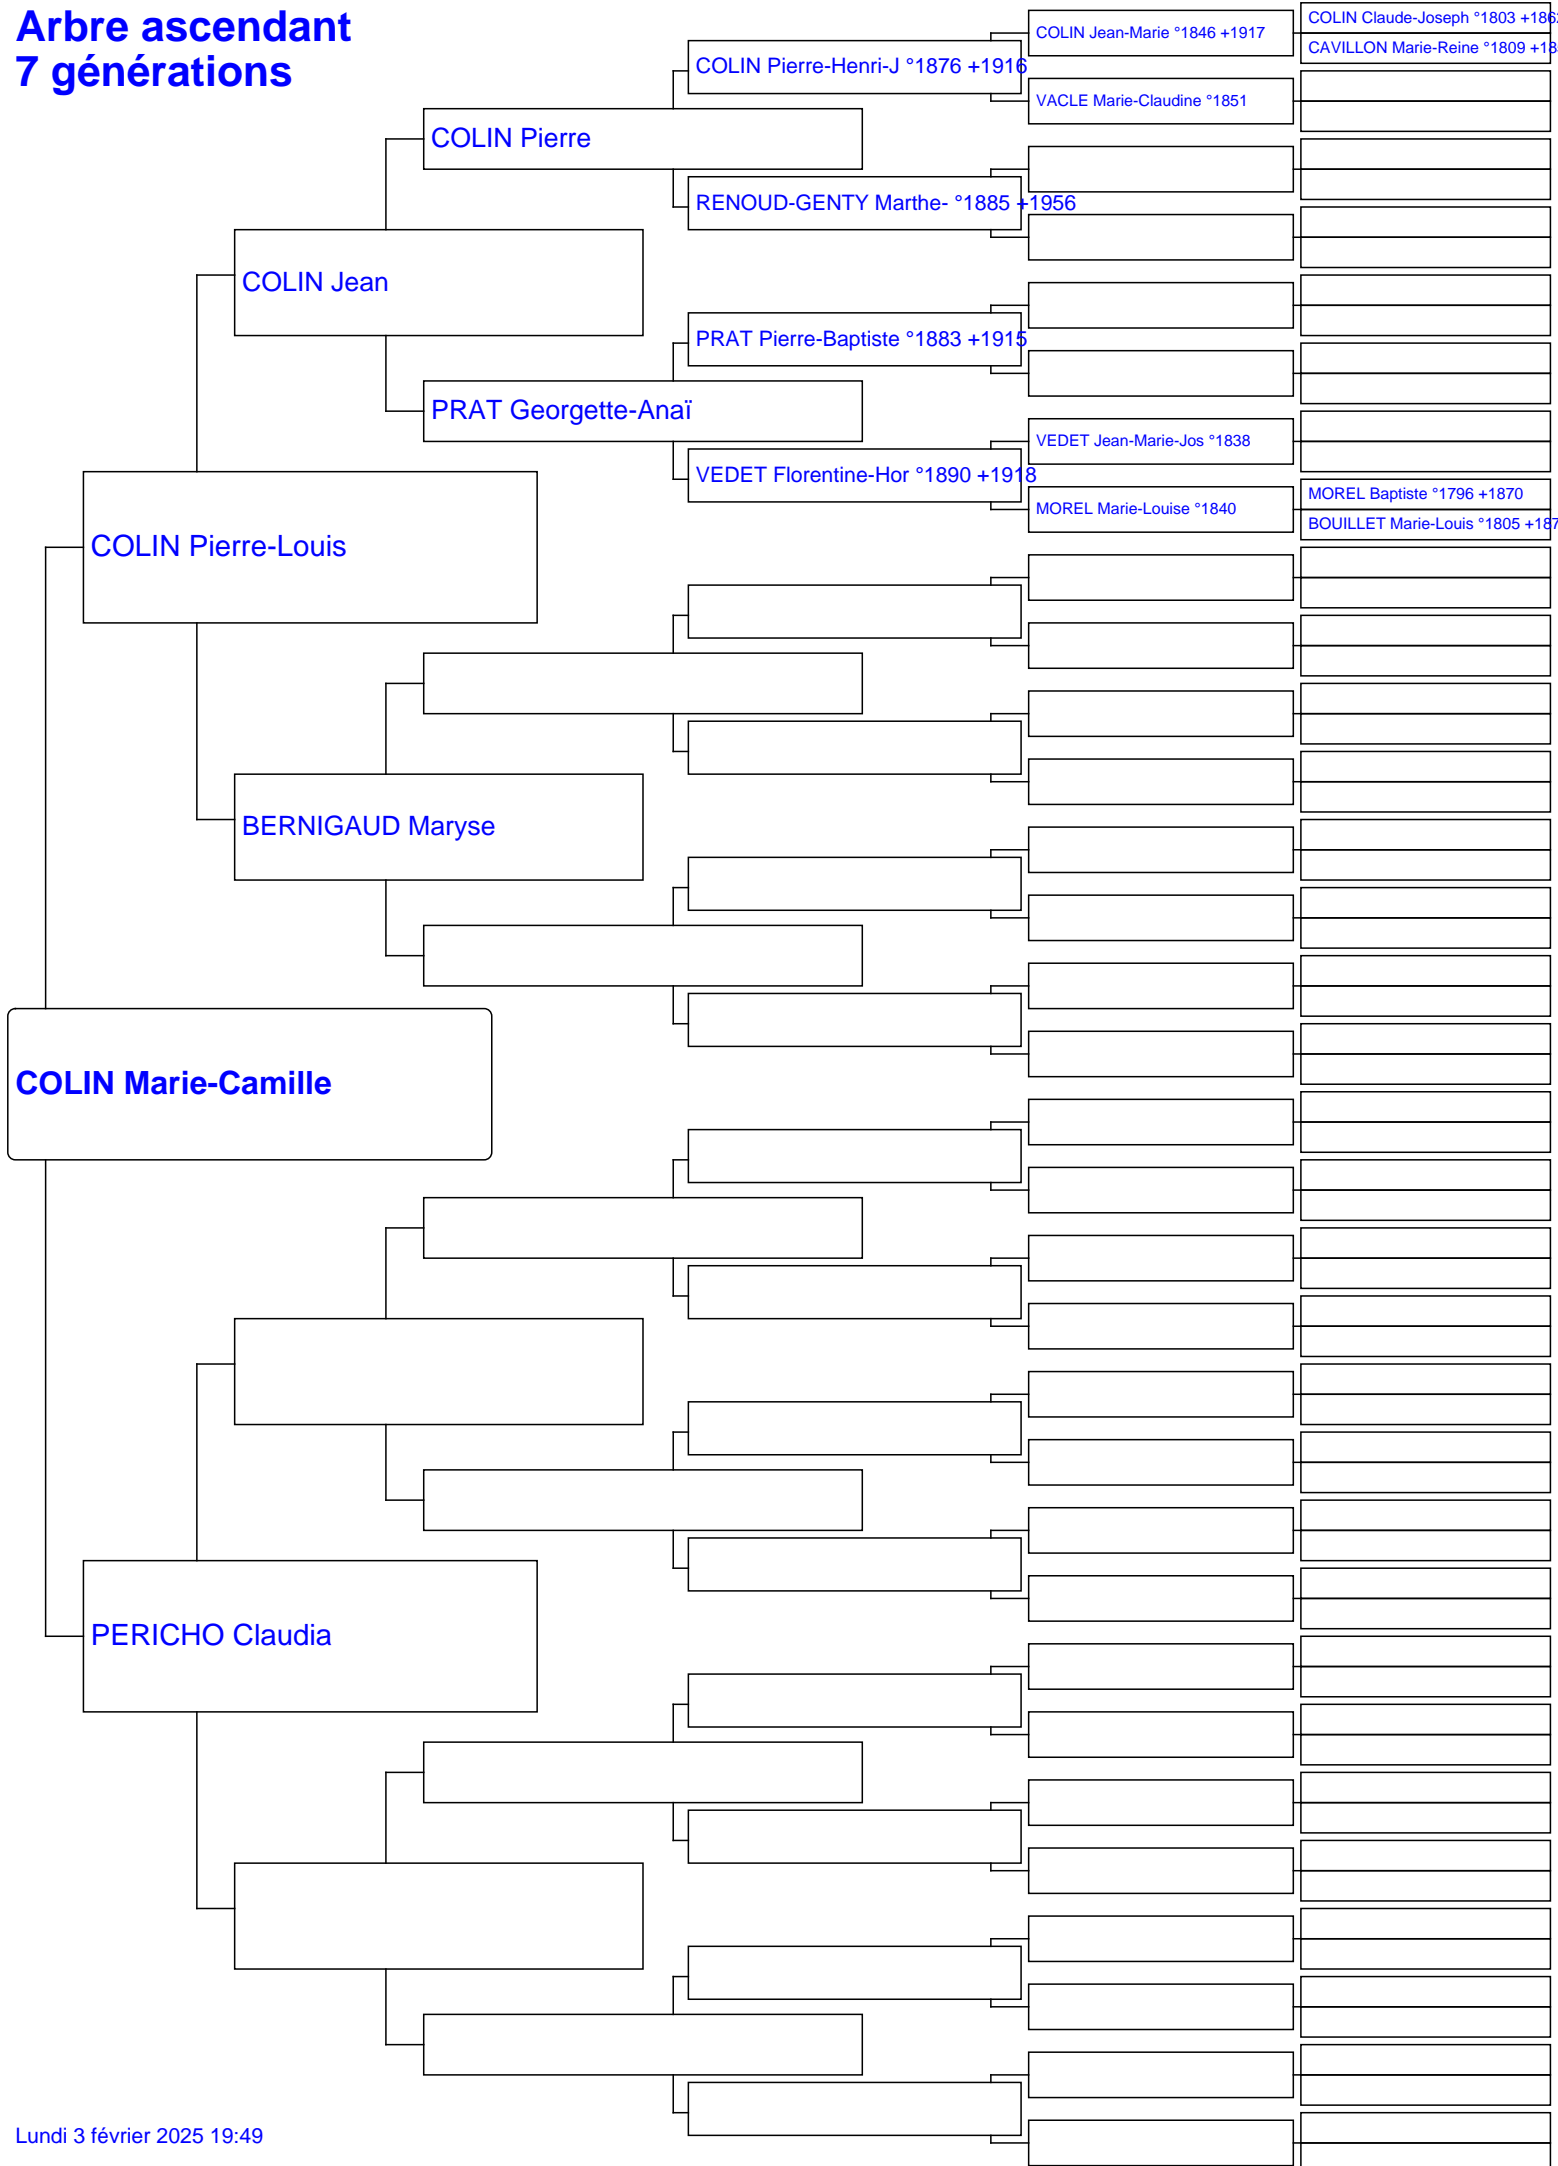 Arbre ascendant
7 générations
COLIN Claude-Joseph °1803
COLIN Jean-Marie °1846 +1917
CAVILLON Marie-Reine °1809
COLIN Pierre-Henri-J °1876 +1916
VACLE Marie-Claudine °1851
COLIN Pierre
RENOUD-GENTY Marthe- °1885 +1956
COLIN Jean
PRAT Pierre-Baptiste °1883 +1915
PRAT Georgette-Anaï
VEDET Jean-Marie-Jos °1838
VEDET Florentine-Hor °1890 +1918
MOREL Baptiste °1796 +1870
MOREL Marie-Louise °1840
BOUILLET Marie-Louis °1805
COLIN Pierre-Louis
BERNIGAUD Maryse
COLIN Marie-Camille
PERICHO Claudia
Lundi 3 février 2025 19:49